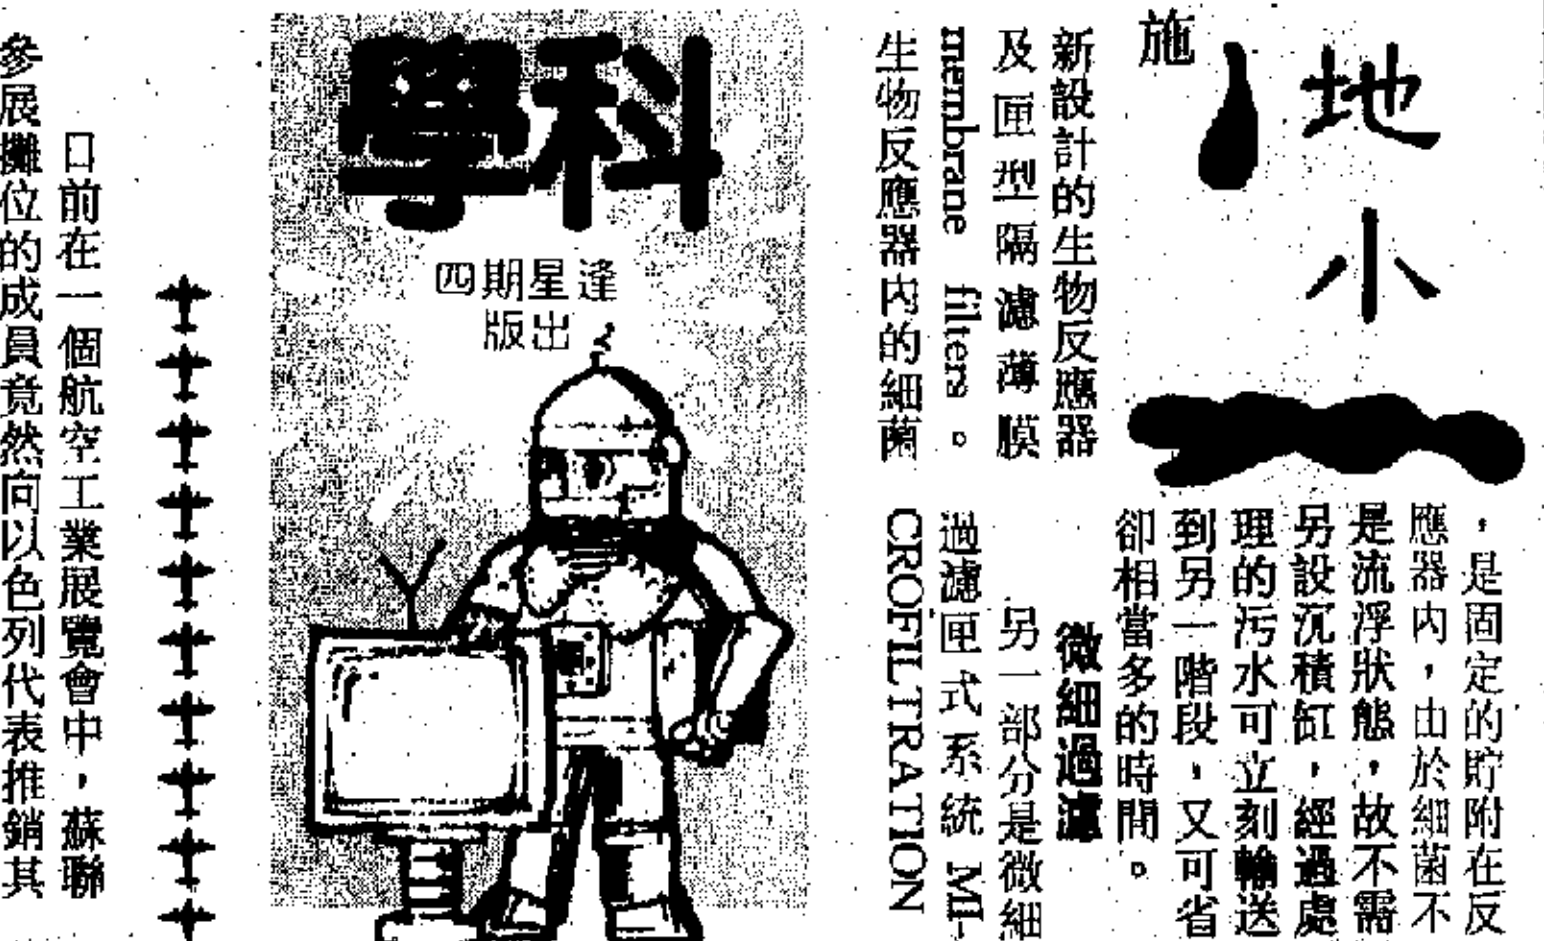 地
小
施
新設計的生物反應器
及匣型隔濾薄膜
membrane filters。
生物反應器內的細菌
，是固定的貯附在反
應器內，由於細菌不
是流浮狀態，故不需
另設沉積缸，經過處
理的污水可立刻輸送
到另一階段，又可省
卻相當多的時間。
微細過濾
另一部分是微細
過濾匣式系統 MI-
CROFILTRATION
科學
逢星期四
出版
日前在一個航空工業展覽會中，蘇聯
參展攤位的成員竟然向以色列代表推銷其